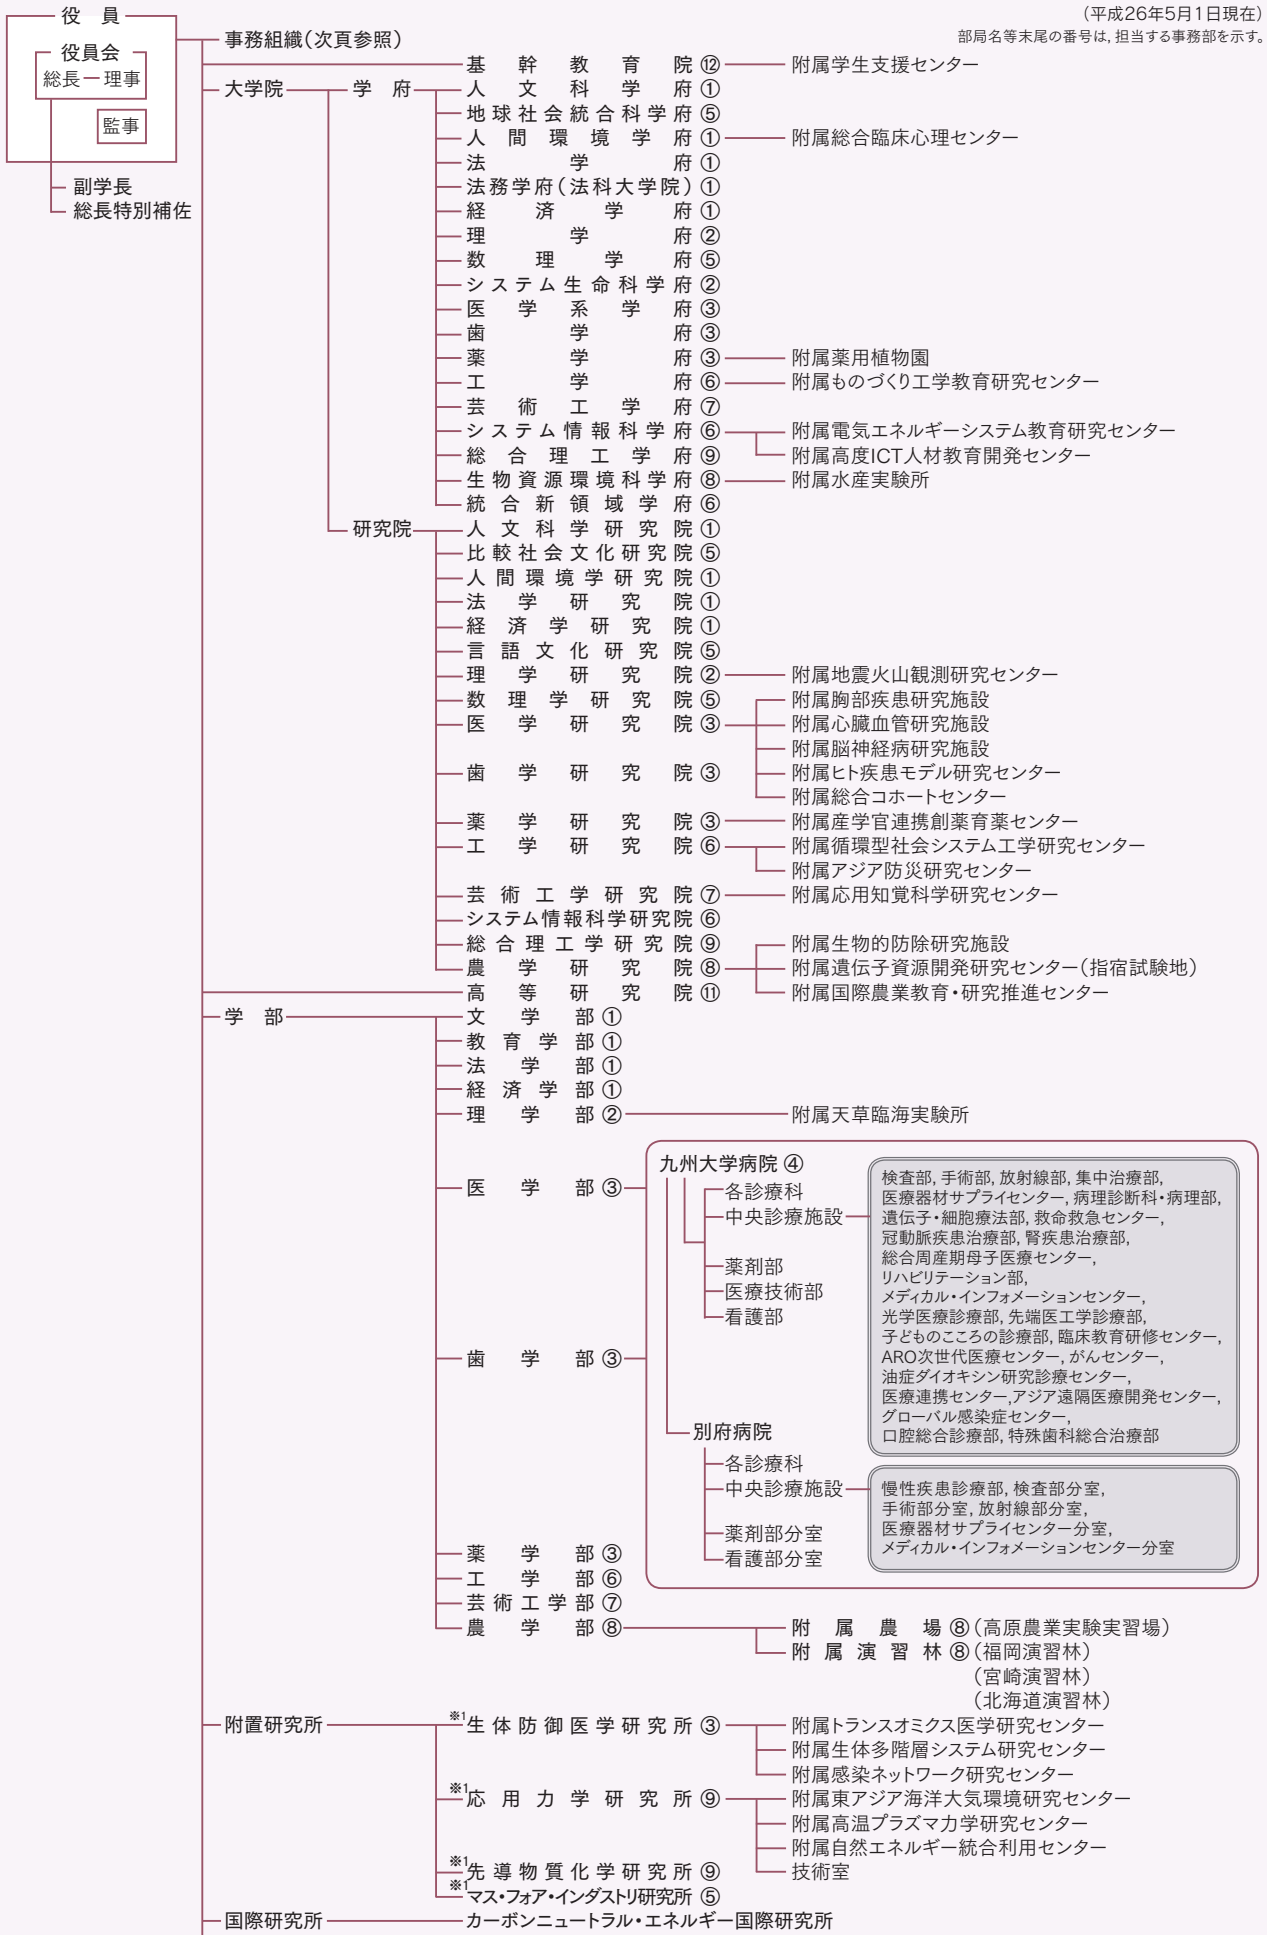 (平成26年5月1日現在)
部局名等末尾の番号は,担当する事務部を示す。
役 員
役員会
総長 理事
監事
副学長
総長特別補佐
事務組織(次頁参照)
基幹教育院⑫ 附属学生支援センター
大学院 学 府 人文科学府①
地球社会統合科学府⑤
人間環境学府① 附属総合臨床心理センター
法学府①
法務学府(法科大学院)①
経済学府①
理学府②
数理学府⑤
システム生命科学府②
医学系学府③
歯学府③
薬学府③ 附属薬用植物園
工学府⑥ 附属ものづくり工学教育研究センター
芸術工学府⑦
システム情報科学府⑥ 附属電気エネルギーシステム教育研究センター
総合理工学府⑨ 附属高度ICT人材教育開発センター
生物資源環境科学府⑧ 附属水産実験所
統合新領域学府⑥
研究院 人文科学研究院①
比較社会文化研究院⑤
人間環境学研究院①
法学研究院①
経済学研究院①
言語文化研究院⑤
理学研究院② 附属地震火山観測研究センター
数理学研究院⑤ 附属胸部疾患研究施設
医学研究院③ 附属心臓血管研究施設
附属脳神経病研究施設
歯学研究院③ 附属ヒト疾患モデル研究センター
附属総合コホートセンター
薬学研究院③ 附属産学官連携創薬育薬センター
工学研究院⑥ 附属循環型社会システム工学研究センター
附属アジア防災研究センター
芸術工学研究院⑦ 附属応用知覚科学研究センター
システム情報科学研究院⑥
総合理工学研究院⑨ 附属生物的防除研究施設
農学研究院⑧ 附属遺伝子資源開発研究センター(指宿試験地)
高等研究院⑪ 附属国際農業教育・研究推進センター
学 部 文学部①
教育学部①
法学部①
経済学部①
理学部② 附属天草臨海実験所
医学部③
九州大学病院④
各診療科
中央診療施設
薬剤部
医療技術部
看護部
検査部,手術部,放射線部,集中治療部,
医療器材サプライセンター,病理診断科・病理部,
遺伝子・細胞療法部,救命救急センター,
冠動脈疾患治療部,腎疾患治療部,
総合周産期母子医療センター,
リハビリテーション部,
メディカル・インフォメーションセンター,
光学医療診療部,先端医工学診療部,
子どものこころの診療部,臨床教育研修センター,
ARO次世代医療センター,がんセンター,
油症ダイオキシン研究診療センター,
医療連携センター,アジア遠隔医療開発センター,
グローバル感染症センター,
口腔総合診療部,特殊歯科総合治療部
歯学部③
別府病院
各診療科
中央診療施設
薬剤部分室
看護部分室
慢性疾患診療部,検査部分室,
手術部分室,放射線部分室,
医療器材サプライセンター分室,
メディカル・インフォメーションセンター分室
薬学部③
工学部⑥
芸術工学部⑦
農学部⑧ 附属農場⑧(高原農業実験実習場)
附属演習林⑧(福岡演習林)
(宮崎演習林)
(北海道演習林)
附置研究所 ※1生体防御医学研究所③ 附属トランスオミクス医学研究センター
附属生体多階層システム研究センター
附属感染ネットワーク研究センター
※1応用力学研究所⑨ 附属東アジア海洋大気環境研究センター
附属高温プラズマ力学研究センター
附属自然エネルギー統合利用センター
※1先導物質化学研究所⑨ 技術室
※1マス・フォア・インダストリ研究所⑤
国際研究所 カーボンニュートラル・エネルギー国際研究所